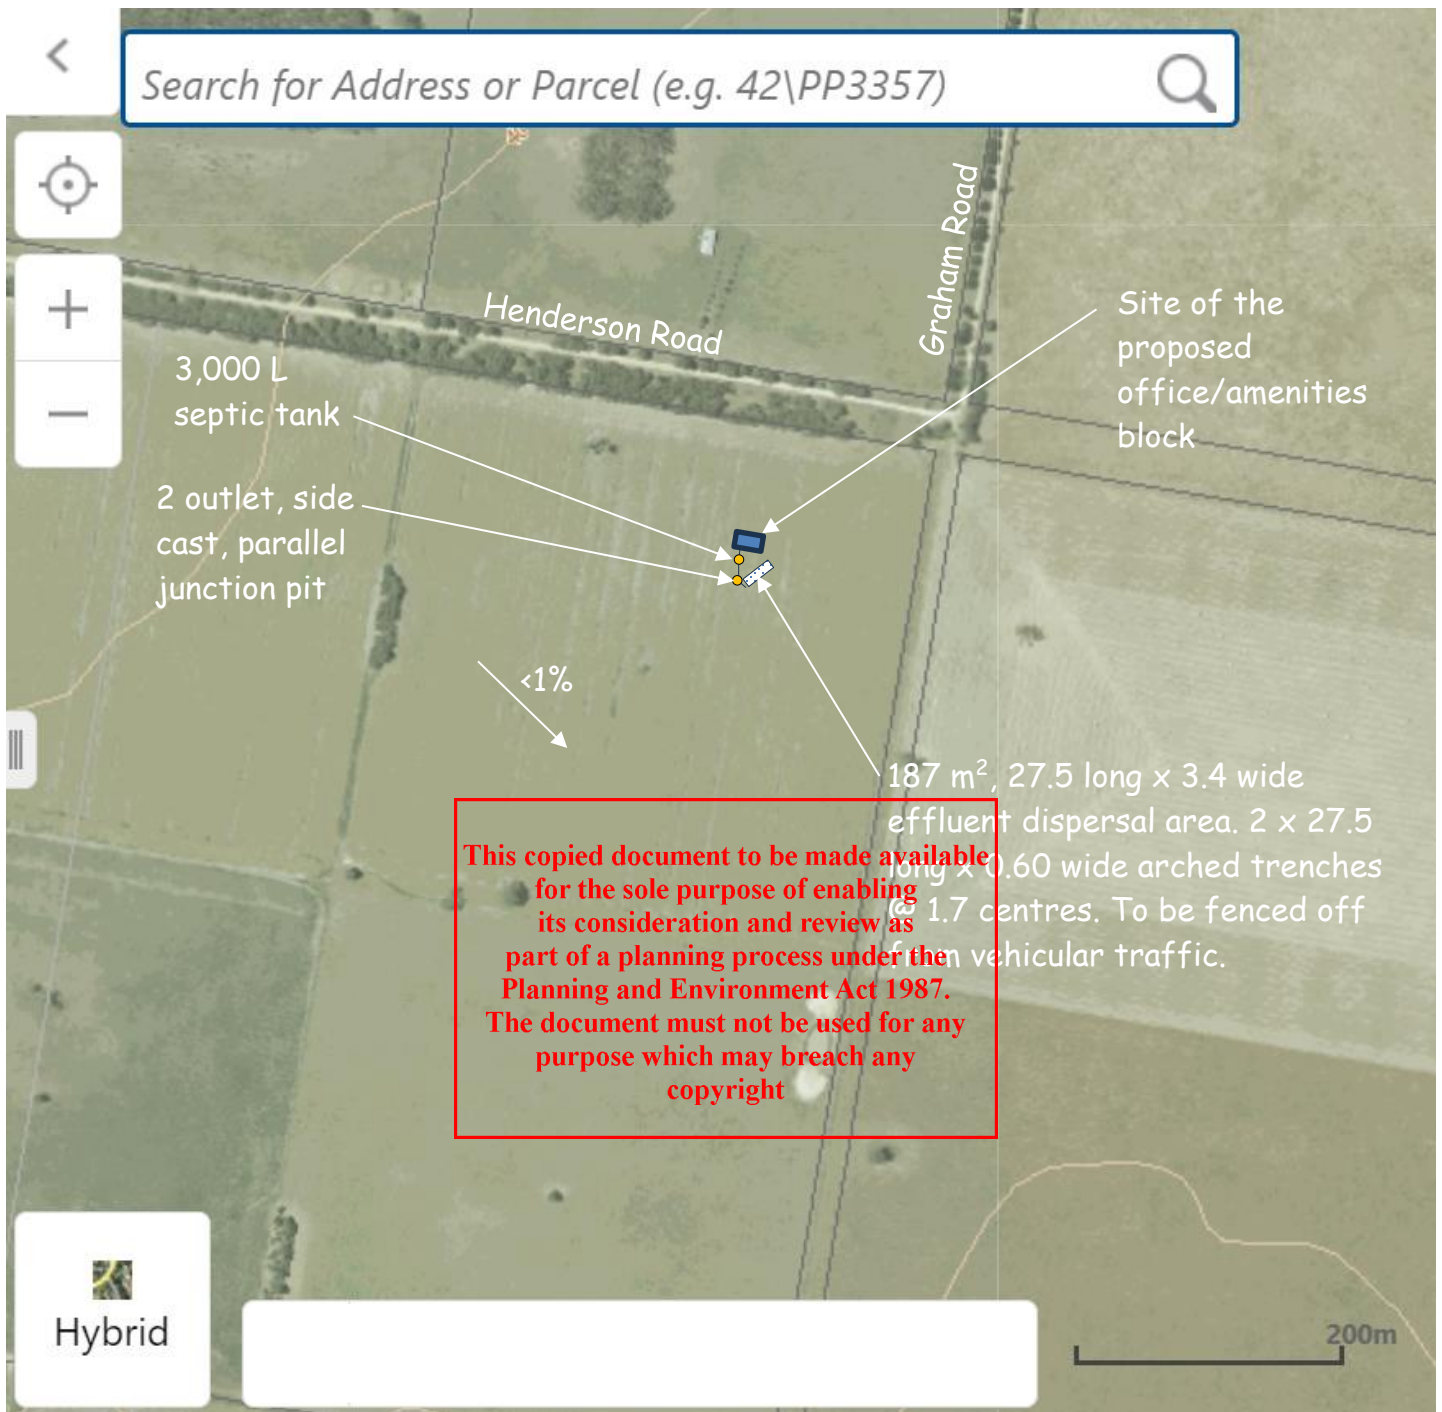 Search for Address or Parcel (e.g. 42\PP3357)
Graham Road
Henderson Road
Site of the
proposed
office/amenities
block
3,000 L
septic tank
2 outlet, side
cast, parallel
junction pit
<1%
187 m², 27.5 long x 3.4 wide
effluent dispersal area. 2 x 27.5
long x 0.60 wide arched trenches
@ 1.7 centres. To be fenced off
from vehicular traffic.
This copied document to be made available
for the sole purpose of enabling
its consideration and review as
part of a planning process under the
Planning and Environment Act 1987.
The document must not be used for any
purpose which may breach any
copyright
Hybrid
200m